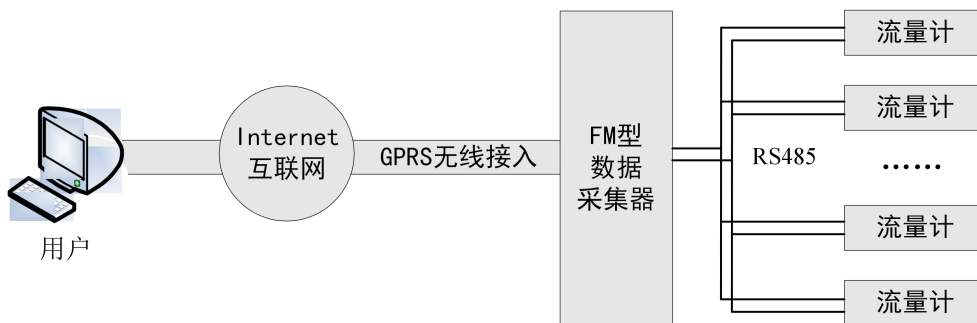 用户
Internet
互联网
GPRS无线接入
FM型
数据
采集器
RS485
流量计
流量计
……
流量计
流量计